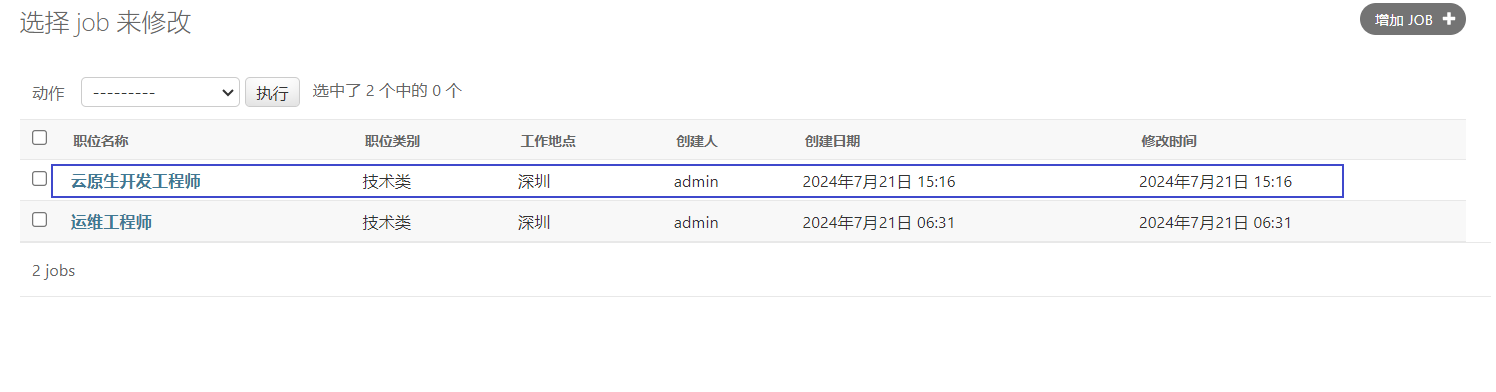 选择 job 来修改
增加 JOB
动作 --------- 执行 选中了 2 个中的 0 个
职位名称 职位类别 工作地点 创建人 创建日期 修改时间
云原生开发工程师 技术类 深圳 admin 2024年7月21日 15:16 2024年7月21日 15:16
运维工程师 技术类 深圳 admin 2024年7月21日 06:31 2024年7月21日 06:31
2 jobs